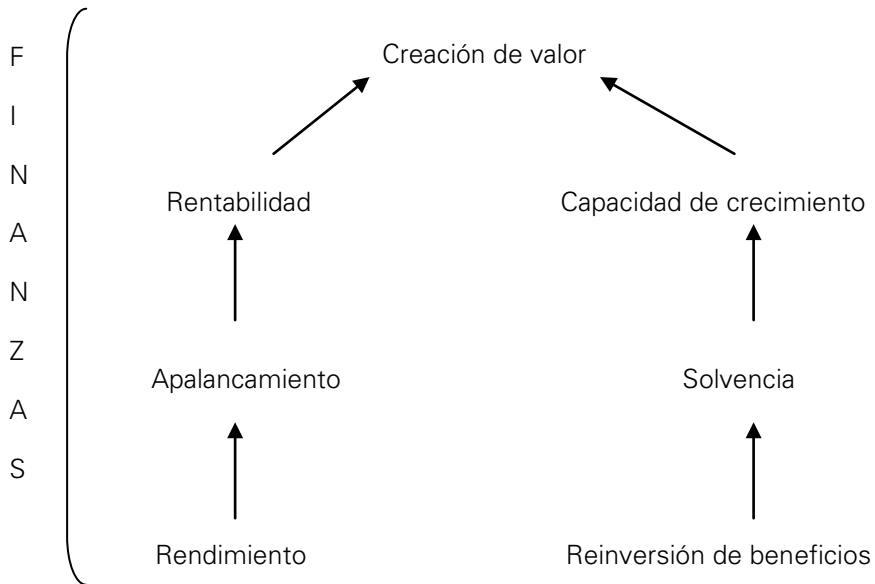 F
I
N
A
N
Z
A
S
Creación de valor
Rentabilidad
Capacidad de crecimiento
Apalancamiento
Solvencia
Rendimiento
Reinversión de beneficios